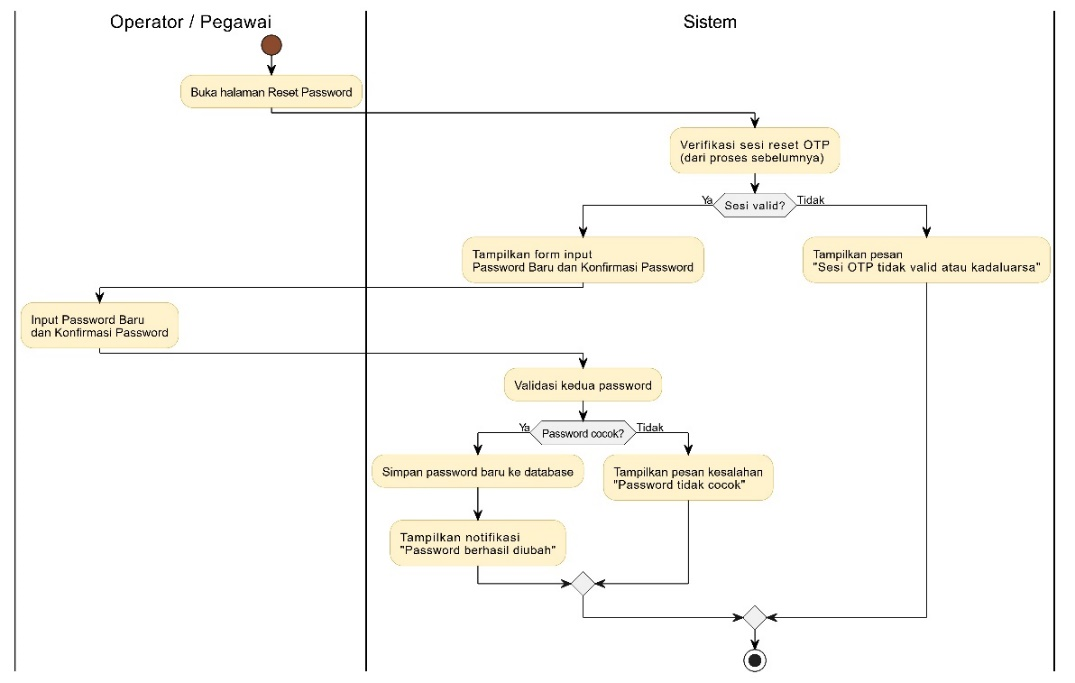 Operator / Pegawai
Sistem
Buka halaman Reset Password
Verifikasi sesi reset OTP
(dari proses sebelumnya)
Ya
Sesi valid?
Tidak
Tampilkan form input
Password Baru dan Konfirmasi Password
Tampilkan pesan
"Sesi OTP tidak valid atau kadaluarsa"
Input Password Baru
dan Konfirmasi Password
Validasi kedua password
Ya
Password cocok?
Tidak
Simpan password baru ke database
Tampilkan pesan kesalahan
"Password tidak cocok"
Tampilkan notifikasi
"Password berhasil diubah"